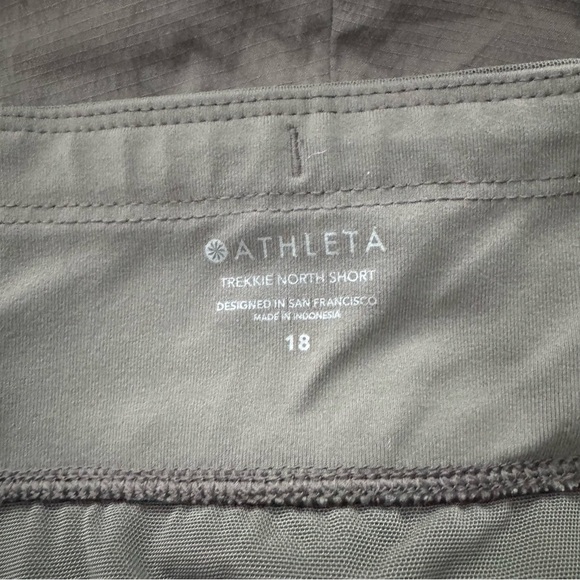 ATHLETA
TREKKIE NORTH SHORT
DESIGNED IN SAN FRANCISCO
MADE IN INDONESIA
18